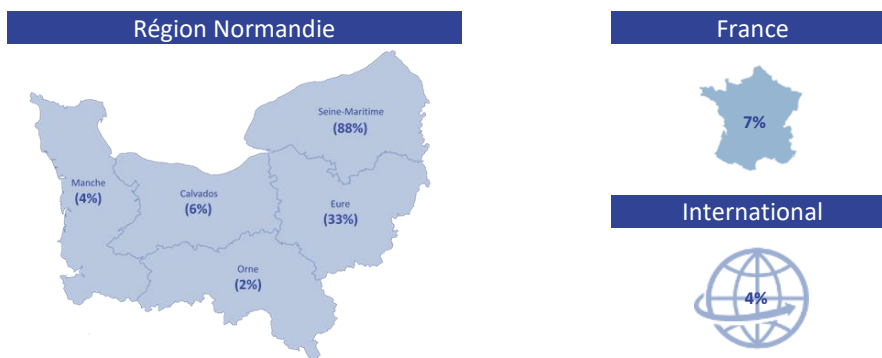 Région Normandie
Seine-Maritime
(88%)
Manche
(4%)
Calvados
(6%)
Eure
(33%)
Orne
(2%)
France
7%
International
4%